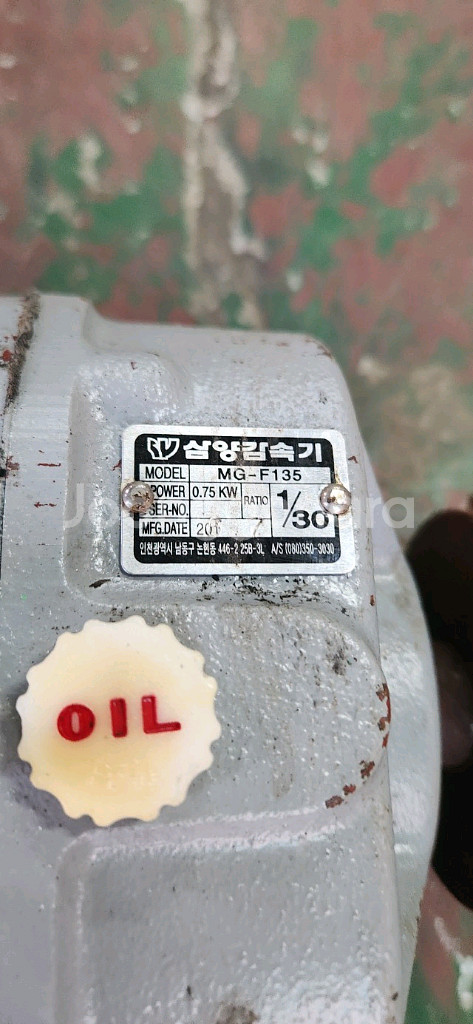 삼양감속기
MODEL MG-F135
POWER 0.75 KW RATIO 1/30
SER-NO.
MFG.DATE 7
인천광역시 남동구 논현동 446-2 25B-3L A/S (080)350-3030
OIL